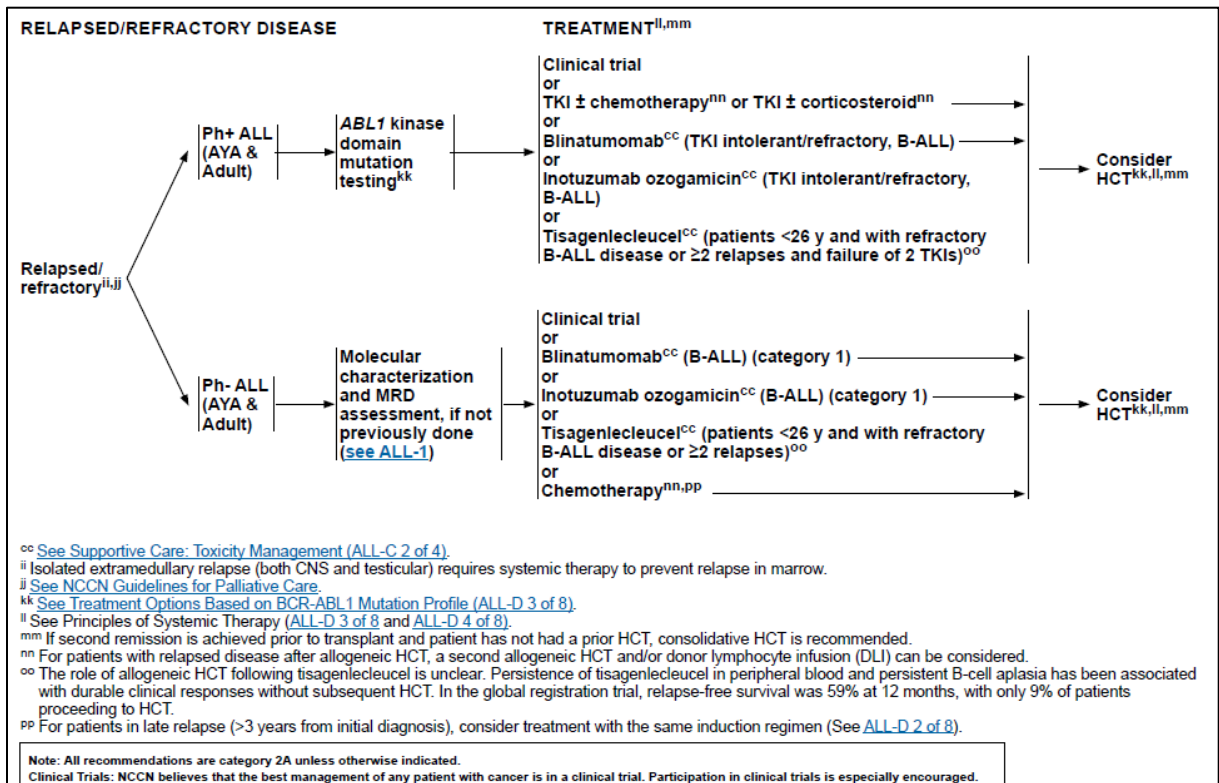 RELAPSED/REFRACTORY DISEASE
TREATMENTll,mm
Relapsed/
refractoryii,jj
Ph+ ALL
(AYA &
Adult)
ABL1 kinase
domain
mutation
testingkk
Clinical trial
or
TKI ± chemotherapynn or TKI ± corticosteroidnn
or
Blinatumomabcc (TKI intolerant/refractory, B-ALL)
or
Inotuzumab ozogamicincc (TKI intolerant/refractory,
B-ALL)
or
Tisagenlecleucelcc (patients <26 y and with refractory
B-ALL disease or ≥2 relapses and failure of 2 TKIs)oo
Consider
HCTkk,ll,mm
Ph- ALL
(AYA &
Adult)
Molecular
characterization
and MRD
assessment, if not
previously done
(see ALL-1)
Clinical trial
or
Blinatumomabcc (B-ALL) (category 1)
or
Inotuzumab ozogamicincc (B-ALL) (category 1)
or
Tisagenlecleucelcc (patients <26 y and with refractory
B-ALL disease or ≥2 relapses)oo
or
Chemotherapynn,pp
Consider
HCTkk,ll,mm
cc See Supportive Care: Toxicity Management (ALL-C 2 of 4).
ii Isolated extramedullary relapse (both CNS and testicular) requires systemic therapy to prevent relapse in marrow.
jj See NCCN Guidelines for Palliative Care.
kk See Treatment Options Based on BCR-ABL1 Mutation Profile (ALL-D 3 of 8).
ll See Principles of Systemic Therapy (ALL-D 3 of 8 and ALL-D 4 of 8).
mm If second remission is achieved prior to transplant and patient has not had a prior HCT, consolidative HCT is recommended.
nn For patients with relapsed disease after allogeneic HCT, a second allogeneic HCT and/or donor lymphocyte infusion (DLI) can be considered.
oo The role of allogeneic HCT following tisagenlecleucel is unclear. Persistence of tisagenlecleucel in peripheral blood and persistent B-cell aplasia has been associated
with durable clinical responses without subsequent HCT. In the global registration trial, relapse-free survival was 59% at 12 months, with only 9% of patients
proceeding to HCT.
pp For patients in late relapse (>3 years from initial diagnosis), consider treatment with the same induction regimen (See ALL-D 2 of 8).
Note: All recommendations are category 2A unless otherwise indicated.
Clinical Trials: NCCN believes that the best management of any patient with cancer is in a clinical trial. Participation in clinical trials is especially encouraged.